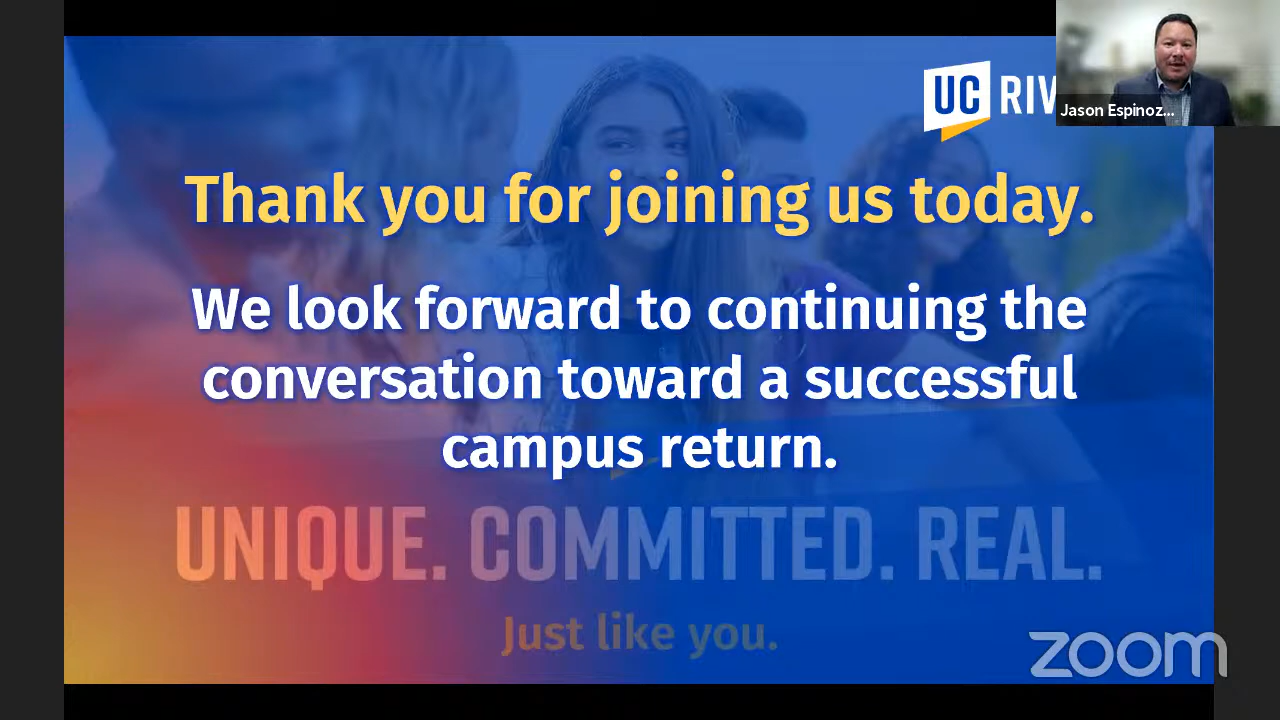 UC RIV
Jason Espinoz...
Thank you for joining us today.
We look forward to continuing the
conversation toward a successful
campus return.
UNIQUE. COMMITTED. REAL.
Just like you.
zoom